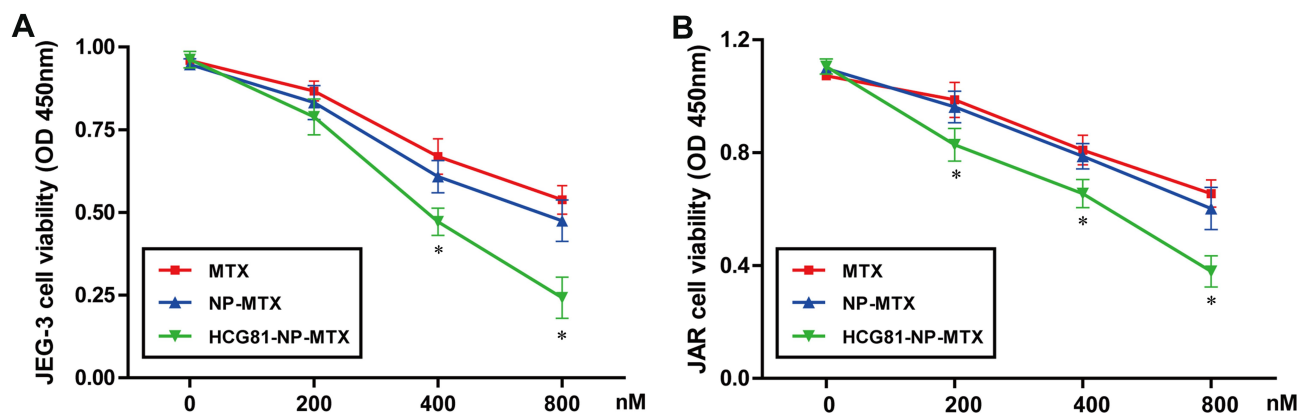 A
JEG-3 cell viability (OD 450nm)
1.00
0.75
0.50
0.25
0.00
*
*
MTX
NP-MTX
HCG81-NP-MTX
0 200 400 800 nM
B
JAR cell viability (OD 450nm)
1.2
0.8
0.4
0.0
*
*
*
MTX
NP-MTX
HCG81-NP-MTX
0 200 400 800 nM